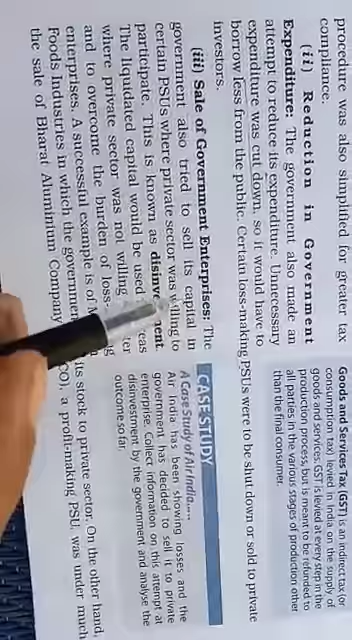 procedure was also simplified for greater tax
compliance.
(ii) Reduction in Government
Expenditure: The government also made an
attempt to reduce its expenditure. Unnecessary
expenditure was cut down, so it would have to
borrow less from the public. Certain loss-making PSUs were to be shut down or sold to private
investors.
(iii) Sale of Government Enterprises: The
government also tried to sell its capital in
certain PSUs where private sector was willing to
participate. This is known as
The liquidated capital would be used
where private sector was not willing
and to overcome the burden of loss-
enterprises. A successful example is of
Foods Industries in which the government its stock to private sector. On the other hand,
the sale of Bharat Aluminium Company CO), a profit-making PSU, was under much
Goods and Services Tax (GST) is an indirect tax (or
consumption tax) levied in India on the supply of
goods and services. GST is levied at every step in the
production process, but is meant to be refunded to
all parties in the various stages of production other
than the final consumer.
CASE STUDY
A Case Study of Air India.....
Air India has been showing losses and the
government has decided to sell it to private
enterprise. Collect information on this attempt at
disinvestment by the government and analyse the
outcome so far.